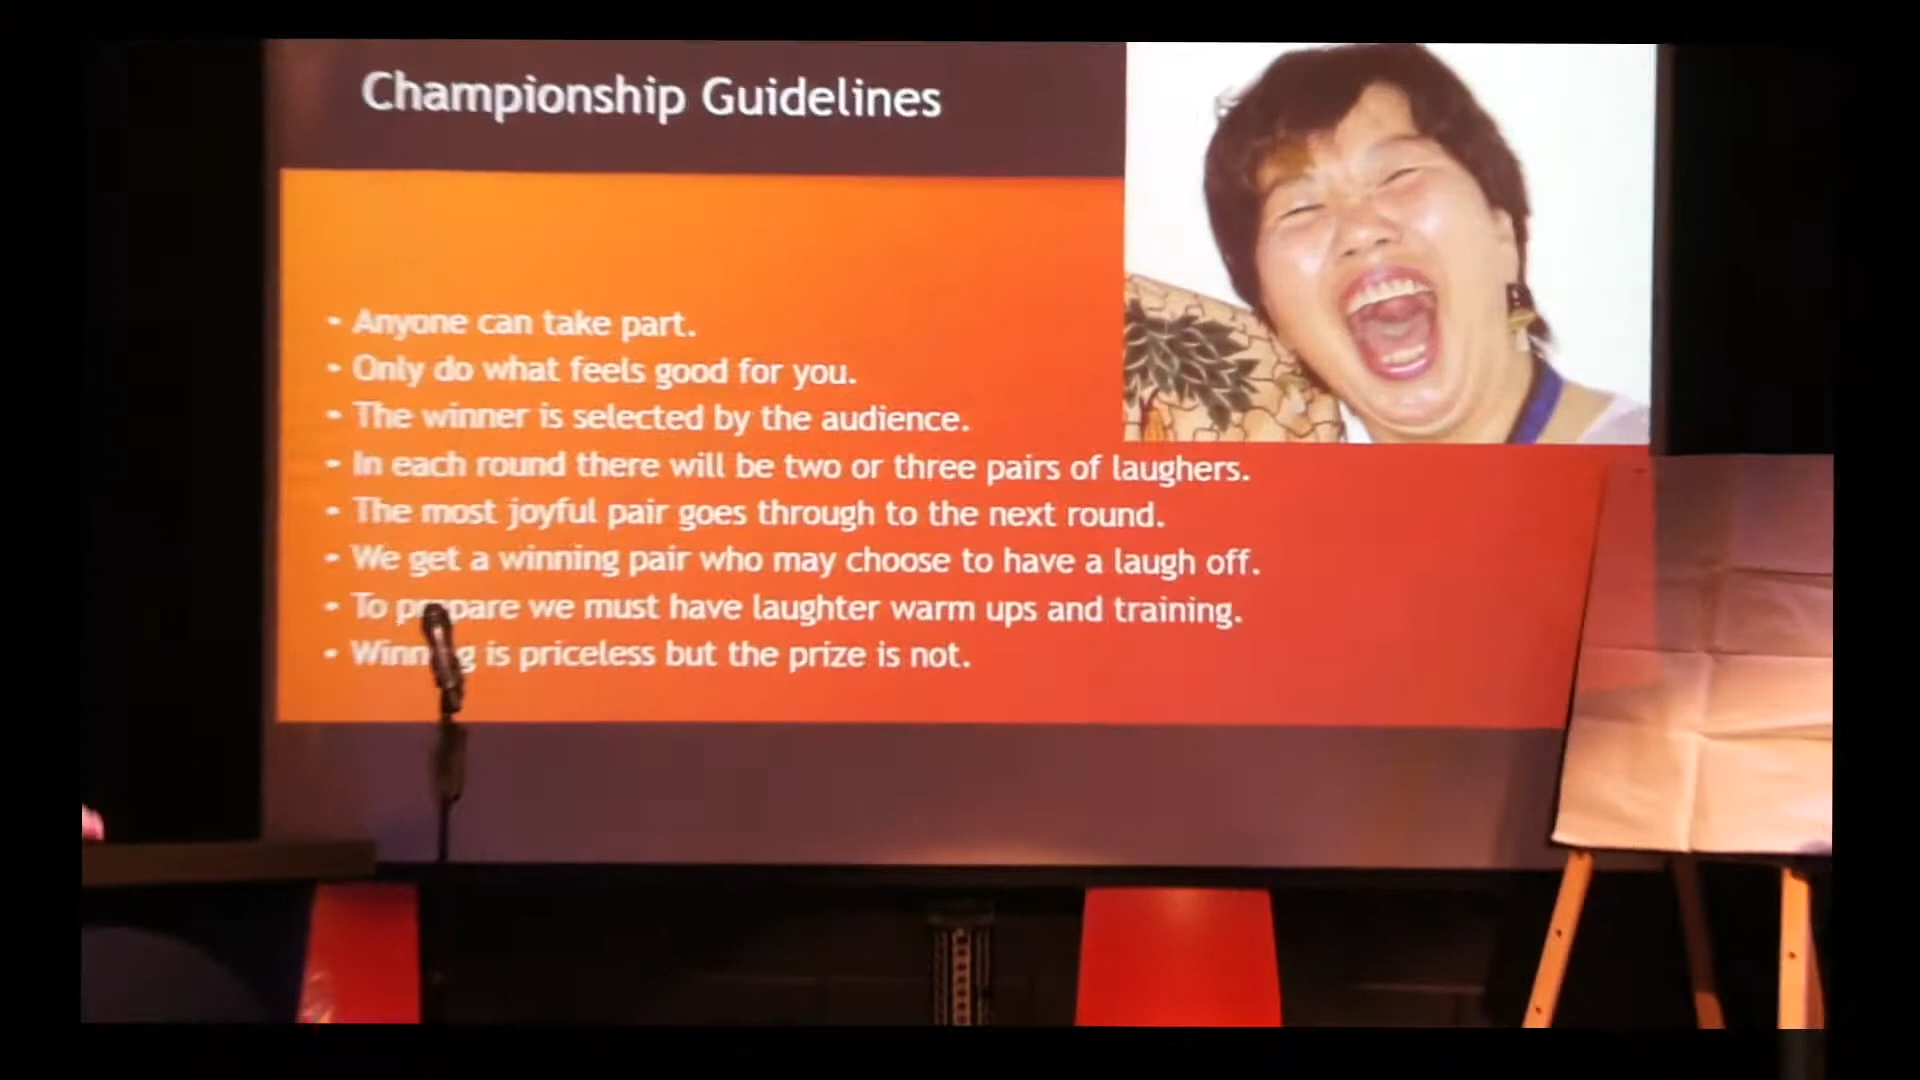 Championship Guidelines
• Anyone can take part.
• Only do what feels good for you.
• The winner is selected by the audience.
• In each round there will be two or three pairs of laughers.
• The most joyful pair goes through to the next round.
• We get a winning pair who may choose to have a laugh off.
• To prepare we must have laughter warm ups and training.
• Winning is priceless but the prize is not.